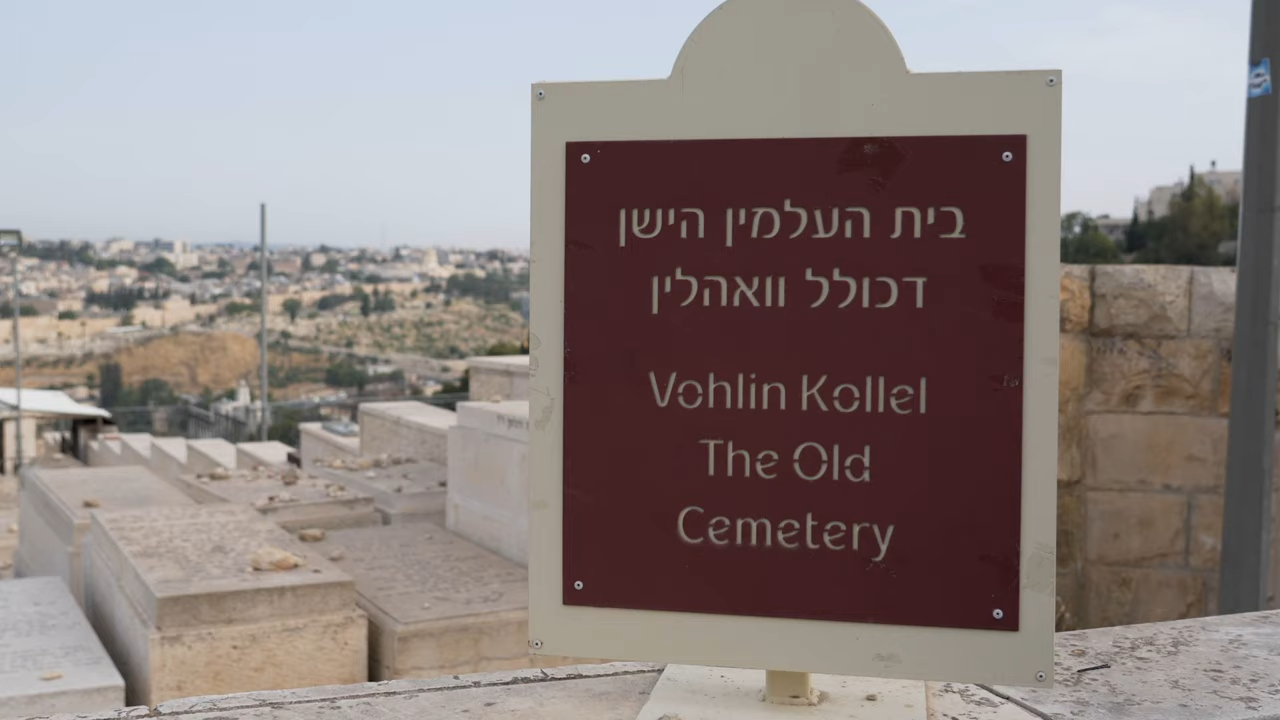 בית העלמין הישן
דכולל וואהלין
Vohlin Kollel
The Old
Cemetery